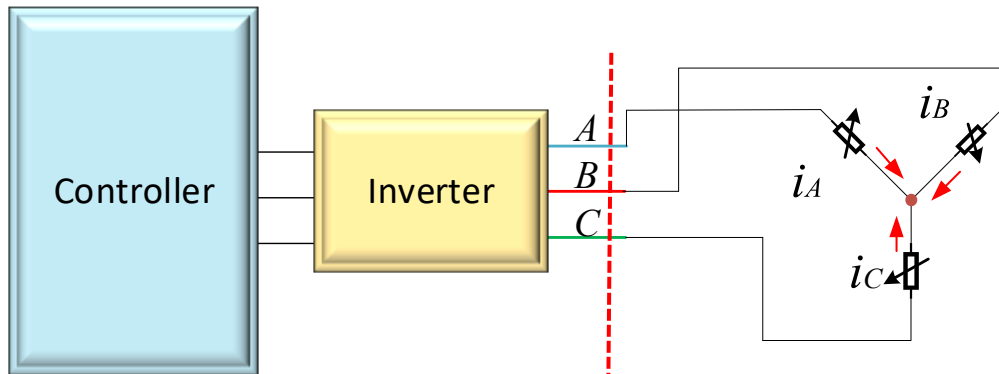 Controller
Inverter
A
B
C
iA
iB
iC